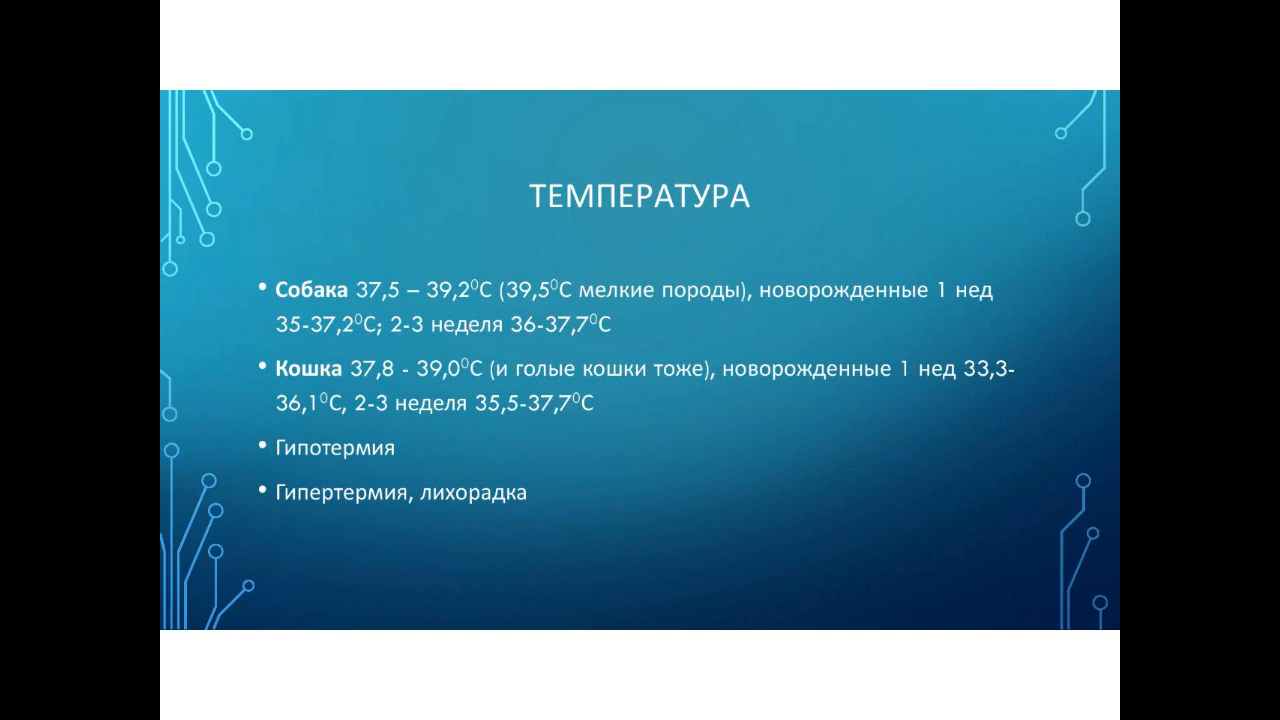 ТЕМПЕРАТУРА
• Собака 37,5 – 39,2⁰С (39,5⁰С мелкие породы), новорожденные 1 нед
35-37,2⁰С; 2-3 неделя 36-37,7⁰С
• Кошка 37,8 - 39,0⁰С (и голые кошки тоже), новорожденные 1 нед 33,3-
36,1⁰С, 2-3 неделя 35,5-37,7⁰С
• Гипотермия
• Гипертермия, лихорадка